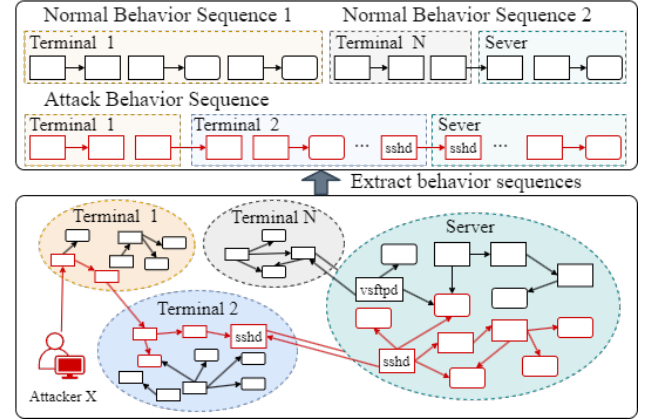 Normal Behavior Sequence 1
Normal Behavior Sequence 2
Terminal 1
Terminal N
Sever
Attack Behavior Sequence
Terminal 1
Terminal 2
Sever
... sshd
sshd ...
Extract behavior sequences
Terminal 1
Terminal N
Server
vsftpd
Terminal 2
sshd
sshd
Attacker X